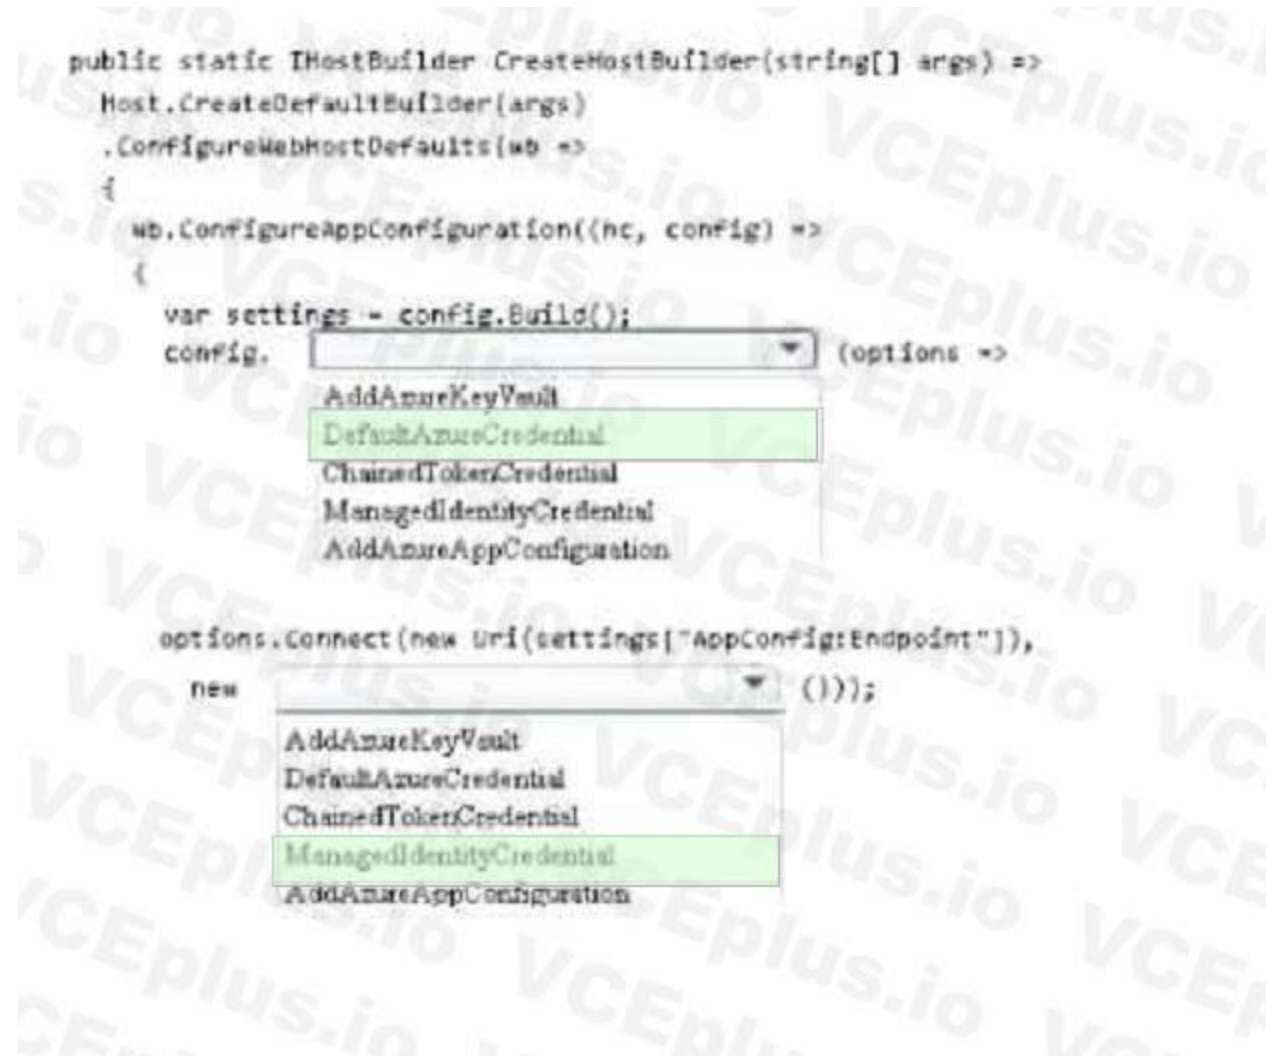 public static IHostBuilder CreateHostBuilder(string[] args) =>
Host.CreateDefaultBuilder(args)
.ConfigureWebHostDefaults(wb =>
{
wb.ConfigureAppConfiguration((hc, config) =>
{
var settings = config.Build();
config. (options =>
AddAzureKeyVault
DefaultAzureCredential
ChainedTokenCredential
ManagedIdentityCredential
AddAzureAppConfiguration
options.Connect(new Uri(settings["AppConfig:Endpoint"]),
new ()));
AddAzureKeyVault
DefaultAzureCredential
ChainedTokenCredential
ManagedIdentityCredential
AddAzureAppConfiguration
VCEplus.io